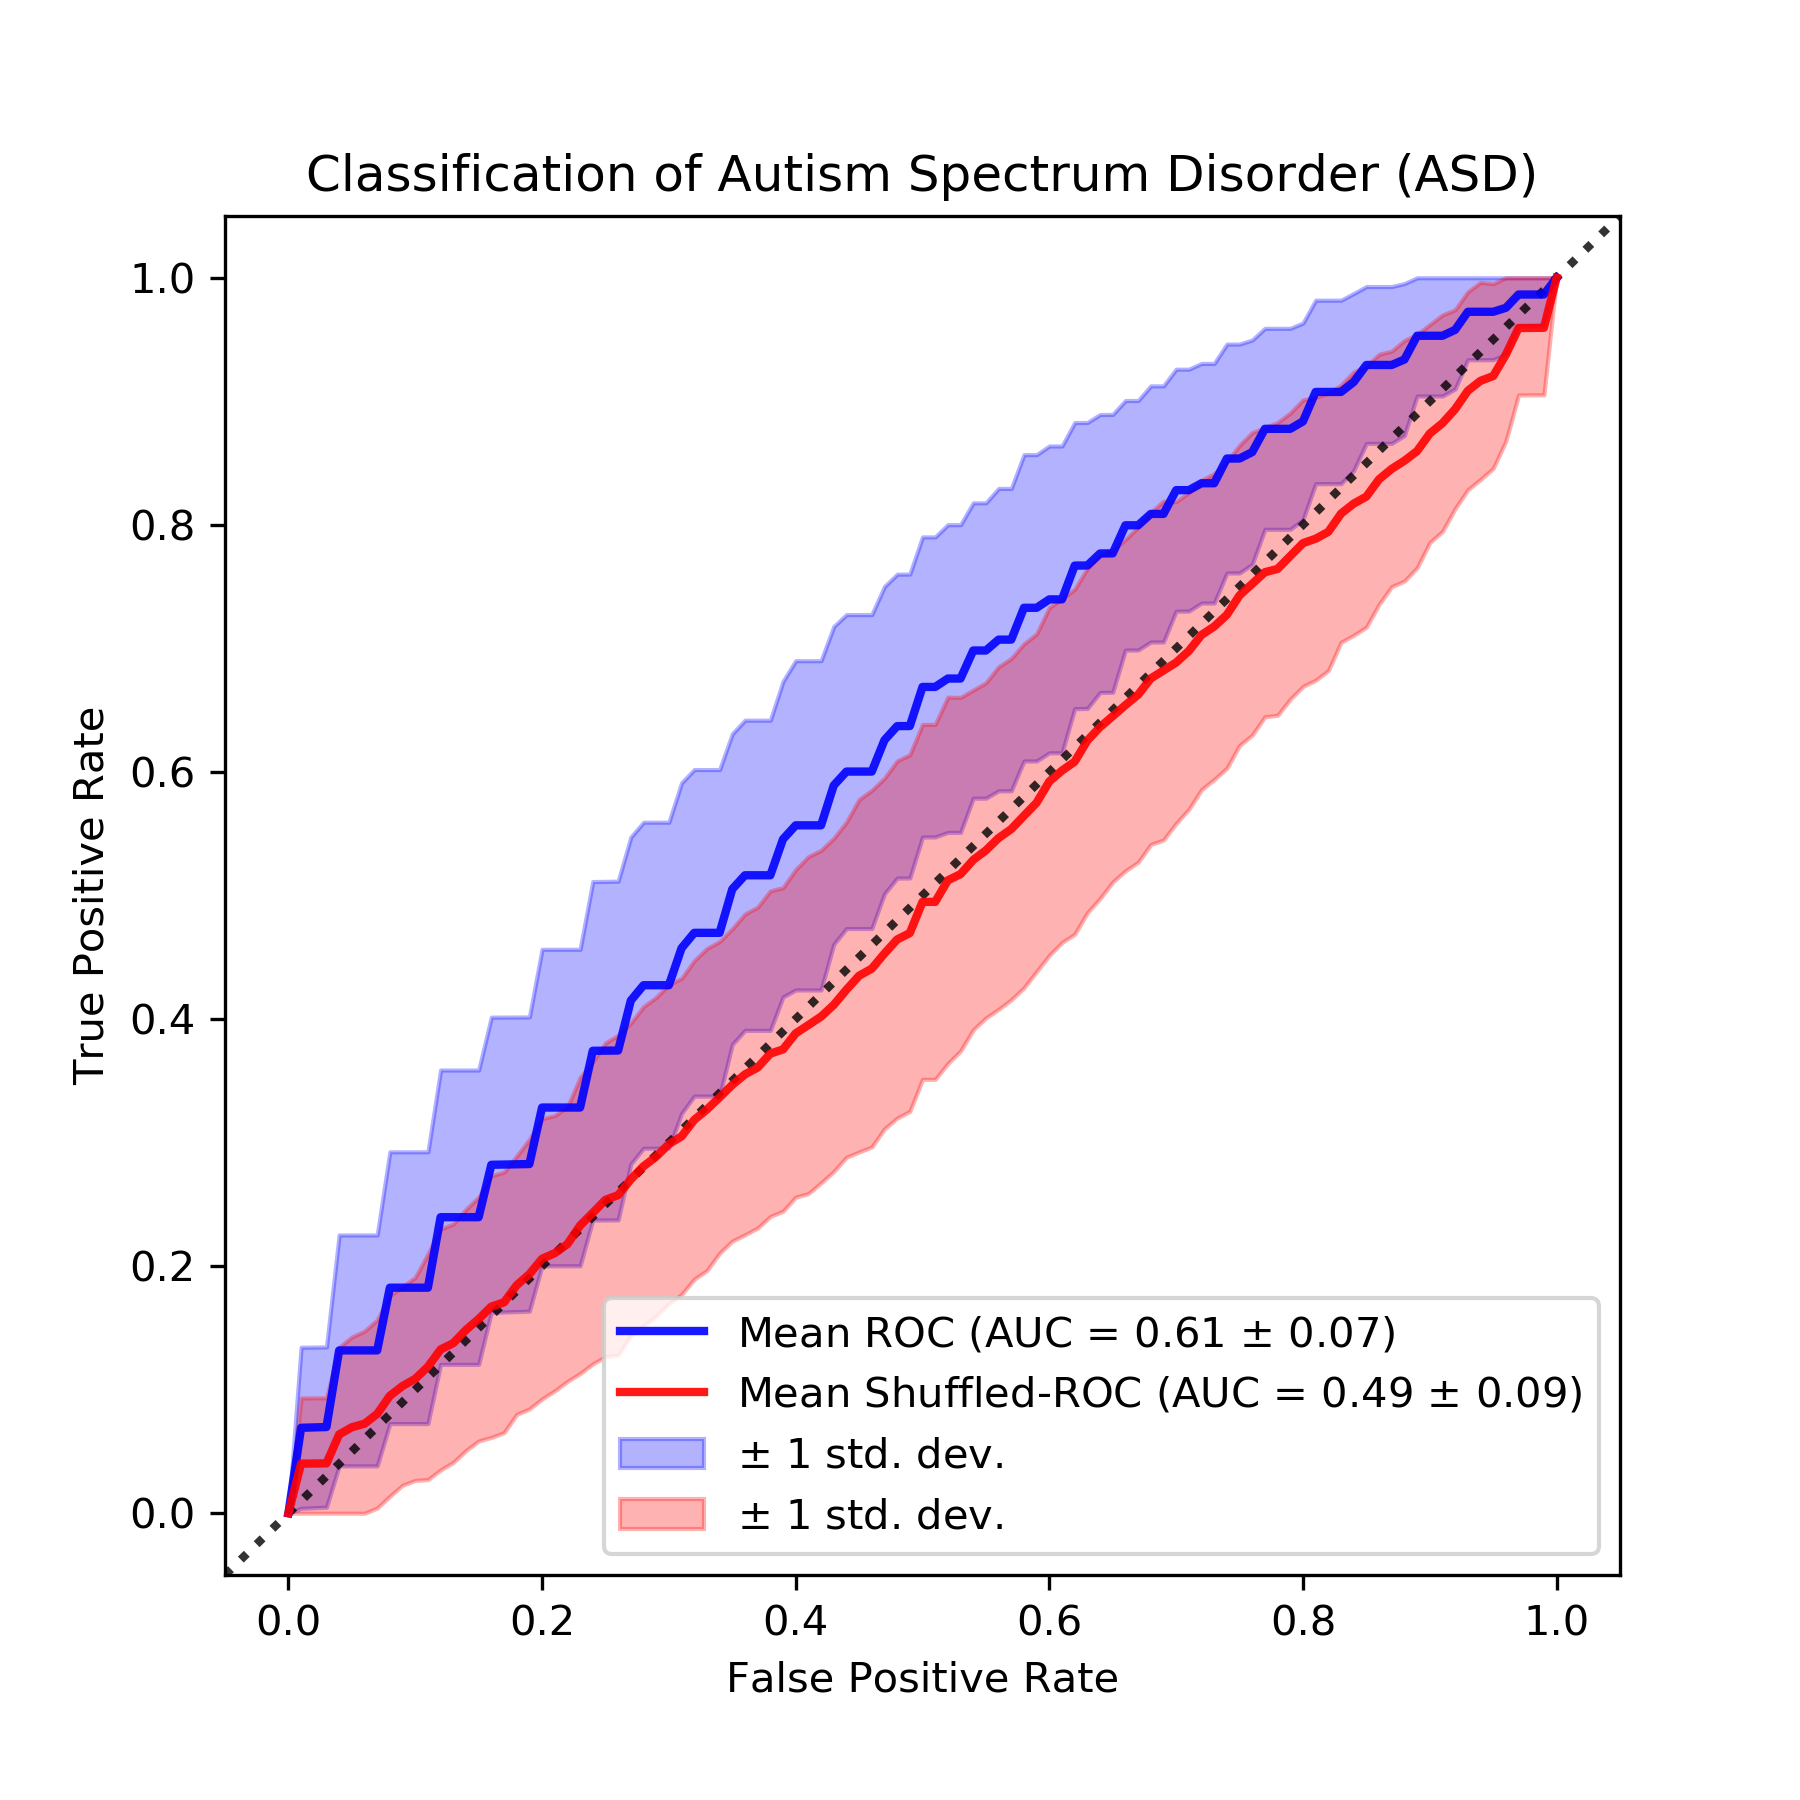 Classification of Autism Spectrum Disorder (ASD)
1.0
0.8
0.6
0.4
0.2
0.0
True Positive Rate
Mean ROC (AUC = 0.61 ± 0.07)
Mean Shuffled-ROC (AUC = 0.49 ± 0.09)
± 1 std. dev.
± 1 std. dev.
0.0 0.2 0.4 0.6 0.8 1.0
False Positive Rate